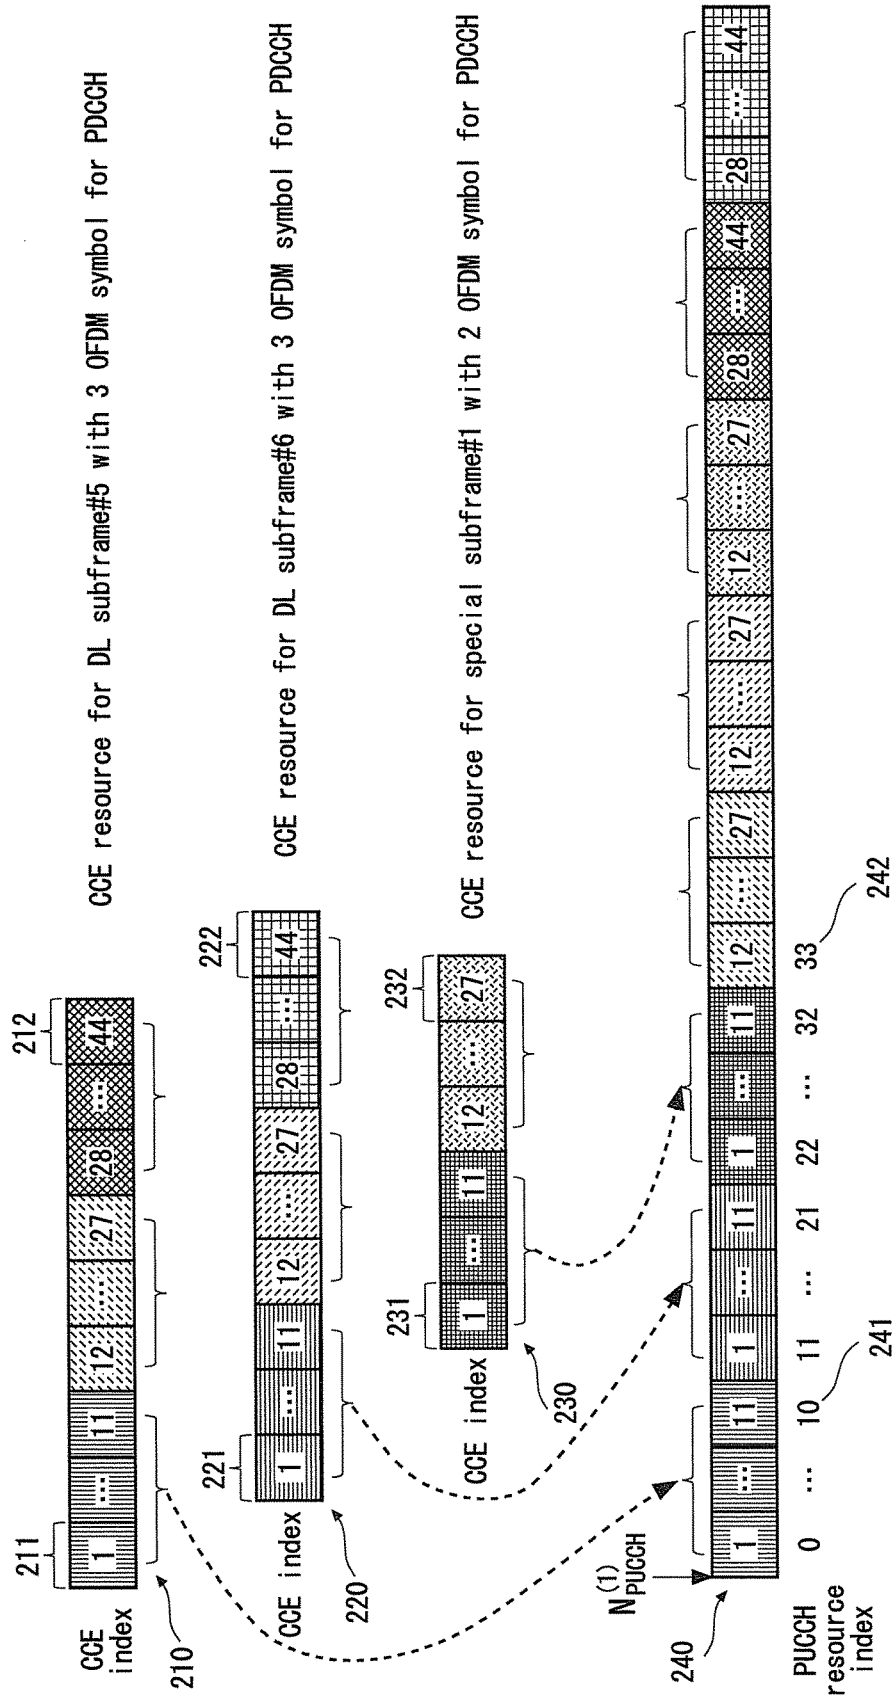 211
212
CCE index
1 ... 11 12 ... 27 28 ... 44
CCE resource for DL subframe#5 with 3 OFDM symbol for PDCCH
210
221
222
CCE index
1 ... 11 12 ... 27 28 ... 44
CCE resource for DL subframe#6 with 3 OFDM symbol for PDCCH
220
231
232
CCE index
1 ... 11 12 ... 27
CCE resource for special subframe#1 with 2 OFDM symbol for PDCCH
230
N(1)PUCCH
240
1 ... 11 1 ... 11 1 ... 11 12 ... 27 12 ... 27 12 ... 27 28 ... 44 28 ... 44
PUCCH
resource
index
0 ... 10 11 ... 21 22 ... 32 33
241
242